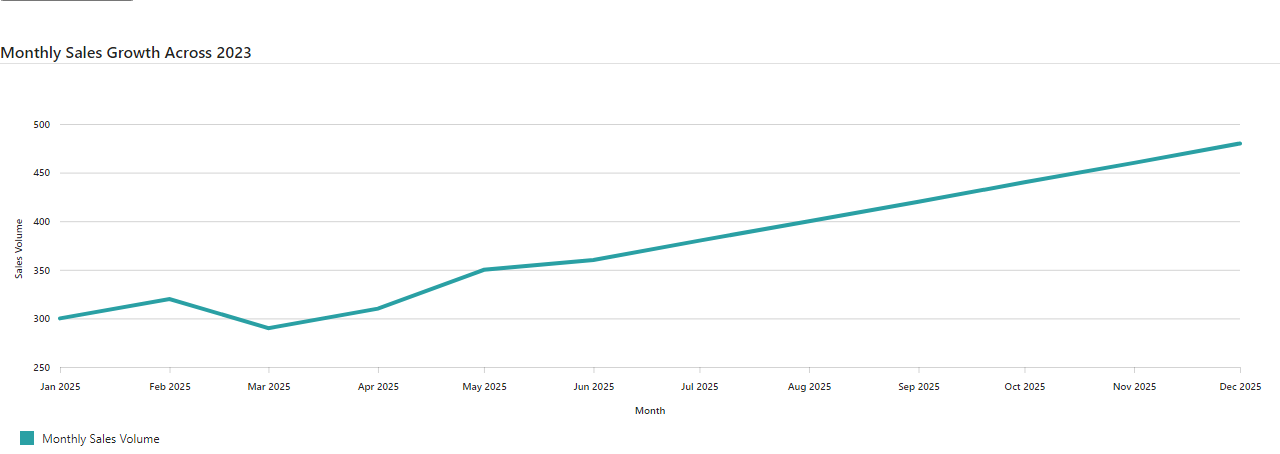 Monthly Sales Growth Across 2023
500
450
400
350
300
250
Sales Volume
Jan 2025 Feb 2025 Mar 2025 Apr 2025 May 2025 Jun 2025 Jul 2025 Aug 2025 Sep 2025 Oct 2025 Nov 2025 Dec 2025
Month
Monthly Sales Volume